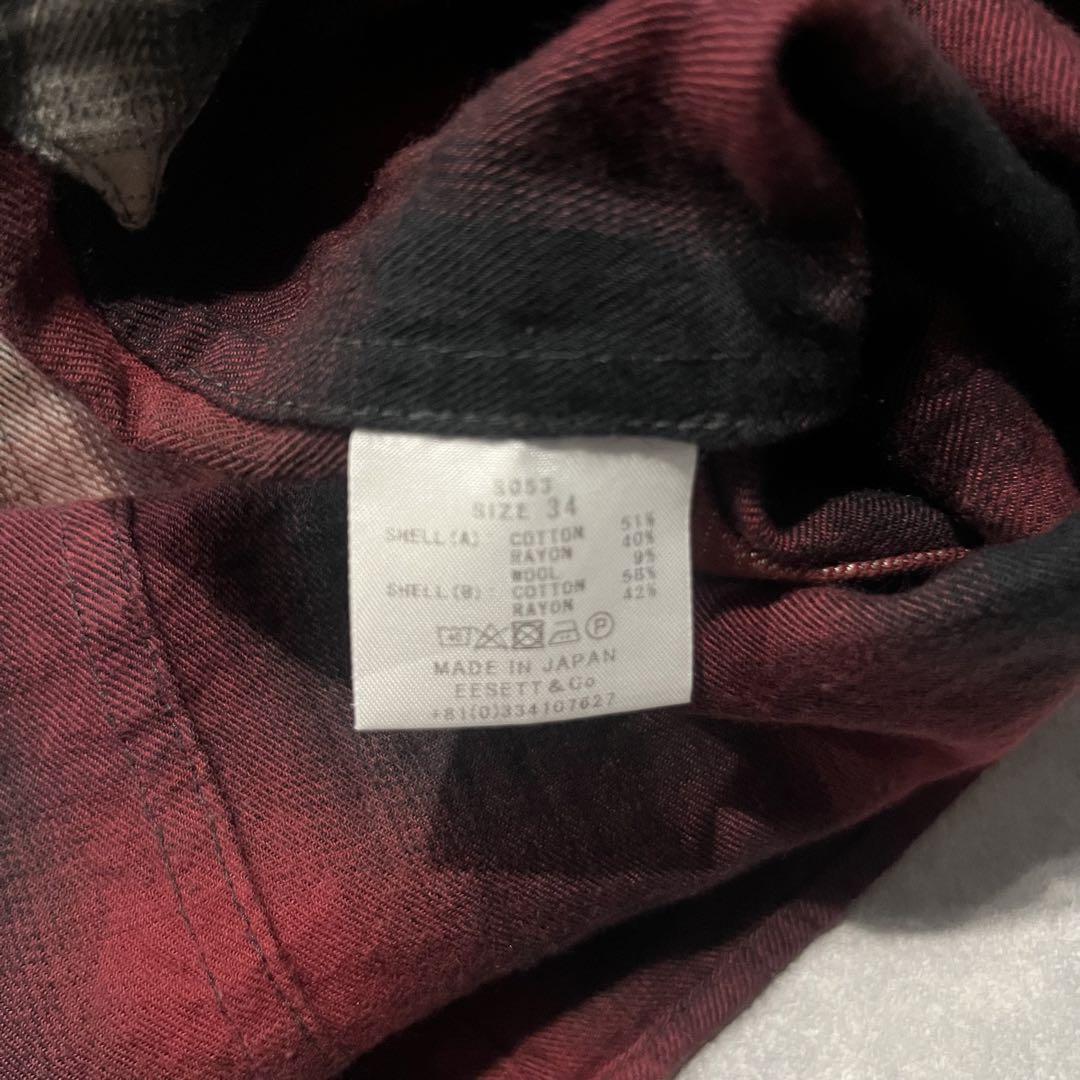 S053
SIZE 34
SHELL(A): COTTON 51%
RAYON 40%
WOOL 9%
SHELL(B): COTTON 58%
RAYON 42%
P
MADE IN JAPAN
EESETT & Co
+81(0)334107627